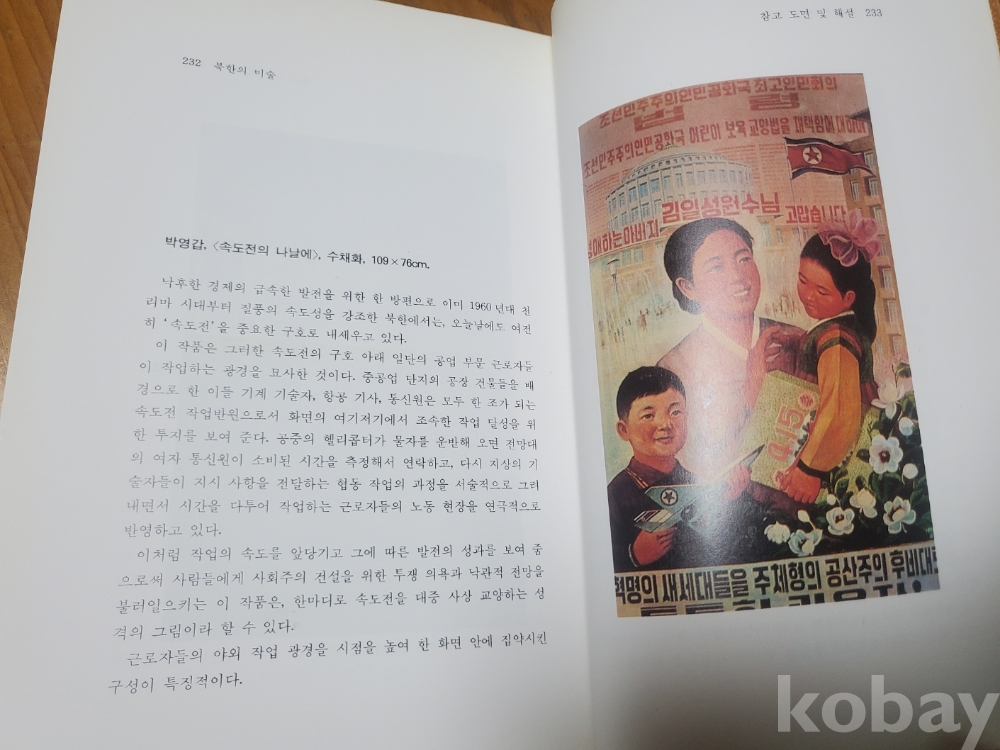 232 북한의 미술
박영갑, 〈속도전의 나날에〉, 수채화, 109×76cm.
낙후한 경제의 급속한 발전을 위한 한 방편으로 이미 1960년대 천
리마 시대부터 질풍의 속도성을 강조한 북한에서는, 오늘날에도 여전
히 '속도전'을 중요한 구호로 내세우고 있다.
이 작품은 그러한 속도전의 구호 아래 일단의 공업 부문 근로자들
이 작업하는 광경을 묘사한 것이다. 중공업 단지의 공장 건물들을 배
경으로 한 이들 기계 기술자, 항공 기사, 통신원은 모두 한 조가 되는
속도전 작업반원으로서 화면의 여기저기에서 조속한 작업 달성을 위
한 투지를 보여 준다. 공중의 헬리콥터가 물자를 운반해 오면 전망대
의 여자 통신원이 소비된 시간을 측정해서 연락하고, 다시 지상의 기
술자들이 지시 사항을 전달하는 협동 작업의 과정을 서술적으로 그려
내면서 시간을 다투어 작업하는 근로자들의 노동 현장을 연극적으로
반영하고 있다.
이처럼 작업의 속도를 앞당기고 그에 따른 발전의 성과를 보여 줌
으로써 사람들에게 사회주의 건설을 위한 투쟁 의욕과 낙관적 전망을
불러일으키는 이 작품은, 한마디로 속도전을 대중 사상 교양하는 성
격의 그림이라 할 수 있다.
근로자들의 야외 작업 광경을 시점을 높여 한 화면 안에 집약시킨
구성이 특징적이다.
참고 도면 및 해설 233
조선민주주의인민공화국 최고인민회의
법령
조선민주주의인민공화국 어린이 보육교양법을 채택함에 대하여
하는 아버지 김일성원수님 고맙습니다
9.15호
혁명의 새 세대들을 주체형의 공산주의 후비대로
kobay